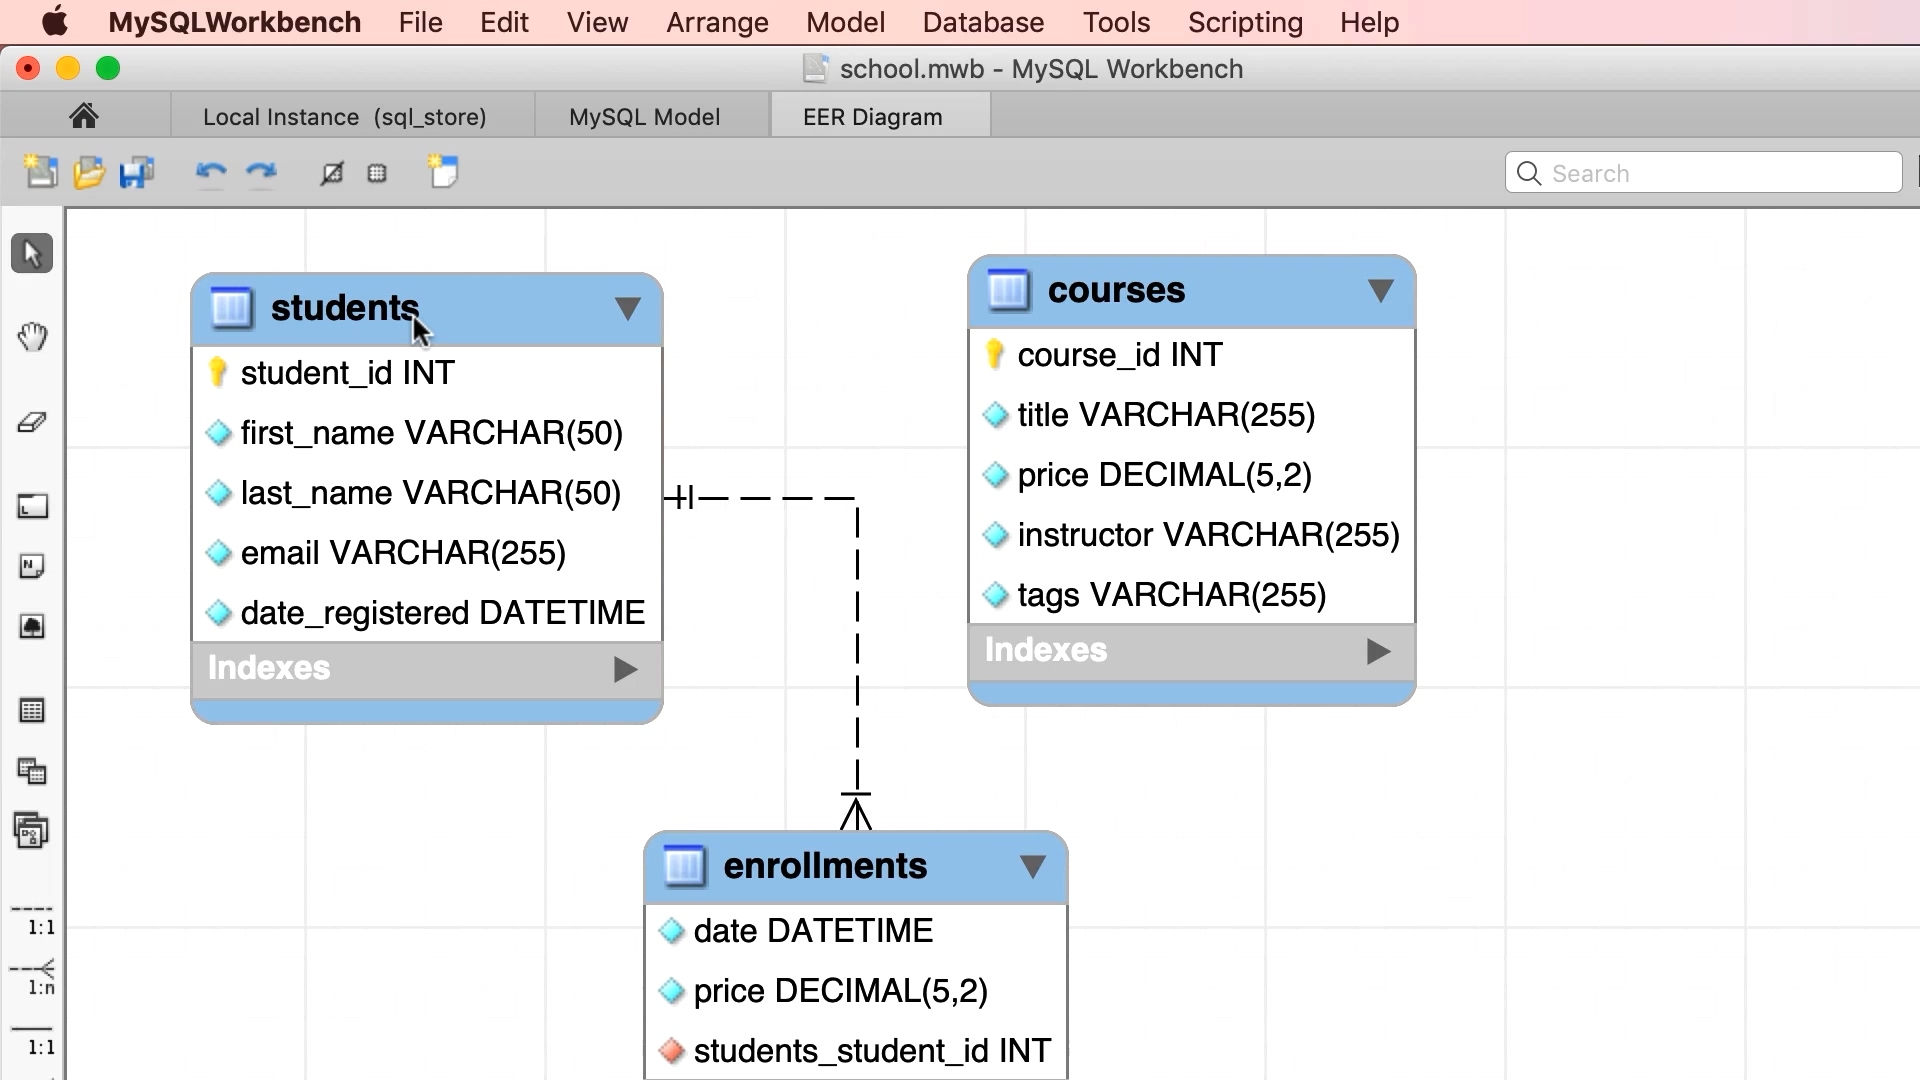 MySQLWorkbench File Edit View Arrange Model Database Tools Scripting Help
school.mwb - MySQL Workbench
Local Instance (sql_store) MySQL Model EER Diagram
Search
students
student_id INT
first_name VARCHAR(50)
last_name VARCHAR(50)
email VARCHAR(255)
date_registered DATETIME
Indexes
courses
course_id INT
title VARCHAR(255)
price DECIMAL(5,2)
instructor VARCHAR(255)
tags VARCHAR(255)
Indexes
enrollments
date DATETIME
price DECIMAL(5,2)
students_student_id INT
1:1
1:n
1:1